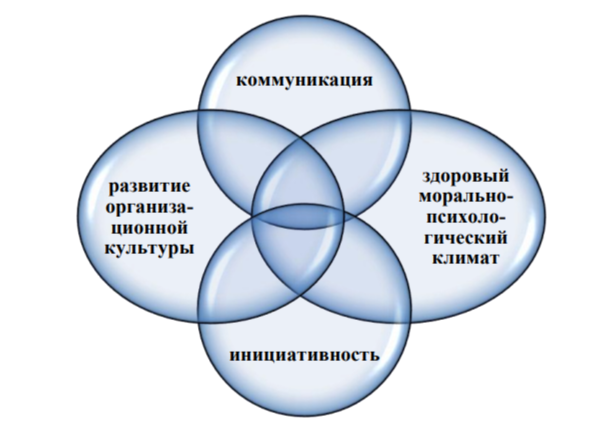 коммуникация
развитие
организа-
ционной
культуры
здоровый
морально-
психоло-
гический
климат
инициативность